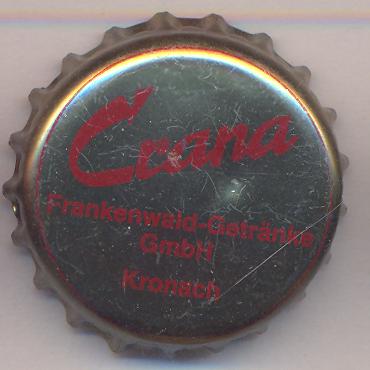 Crana
Frankenwald-Getränke
GmbH
Kronach